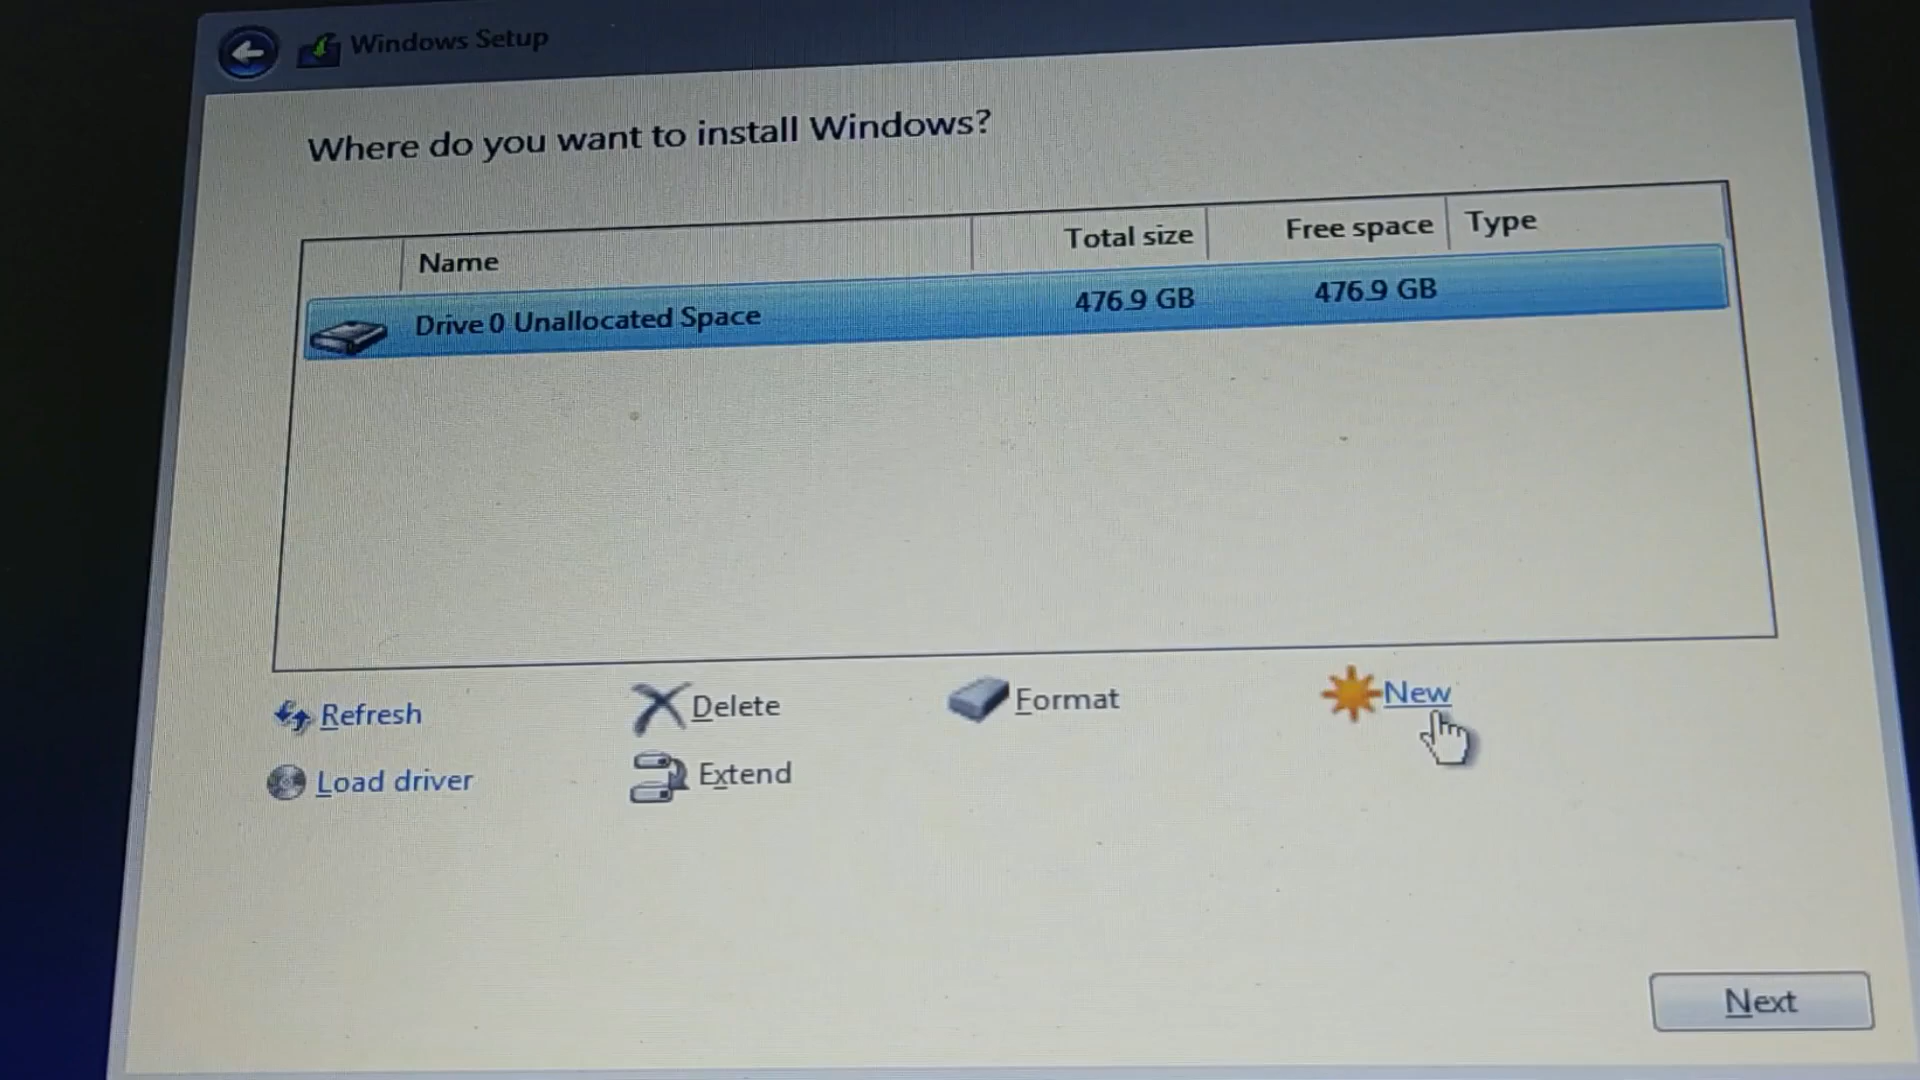 Windows Setup
Where do you want to install Windows?
Name Total size Free space Type
Drive 0 Unallocated Space 476.9 GB 476.9 GB
Refresh Delete Format New
Load driver Extend
Next